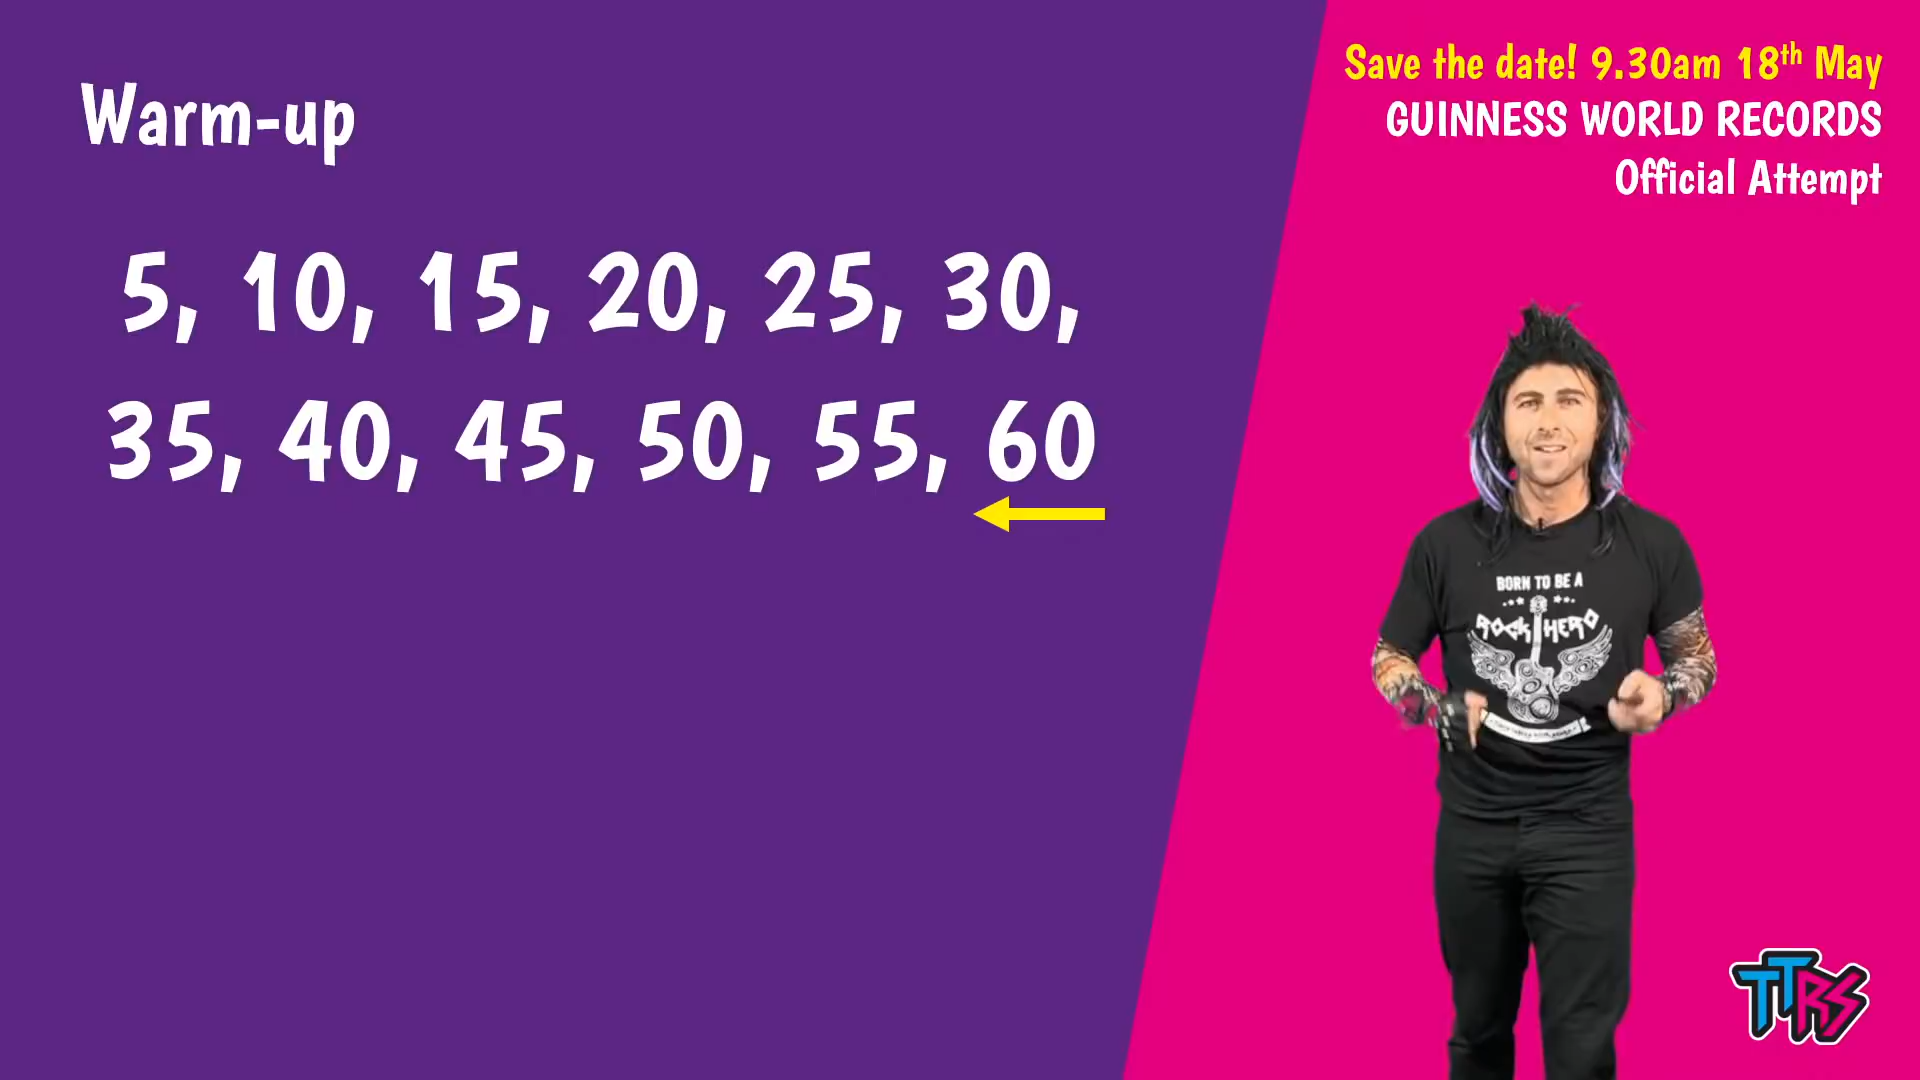 Warm-up
5, 10, 15, 20, 25, 30,
35, 40, 45, 50, 55, 60
Save the date! 9.30am 18th May
GUINNESS WORLD RECORDS
Official Attempt
BORN TO BE A
ROCK HERO
TTRS